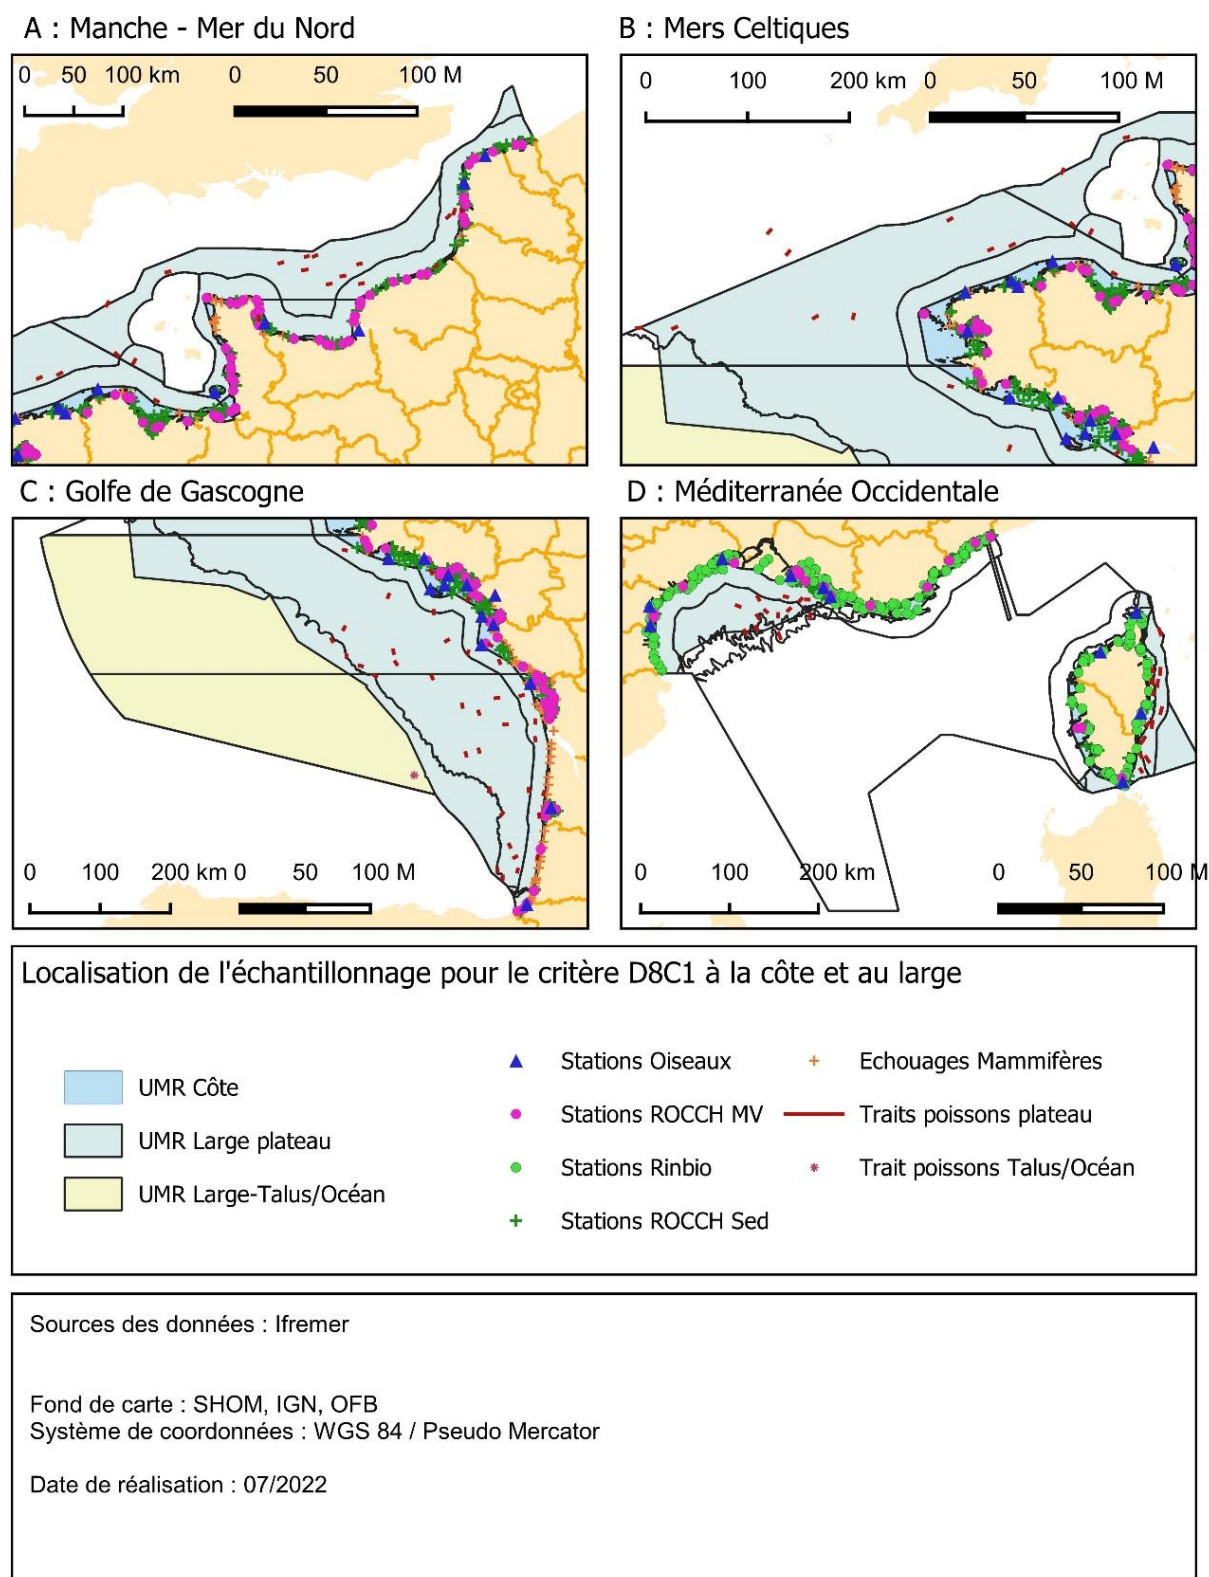 A : Manche - Mer du Nord
0 50 100 km 0 50 100 M
B : Mers Celtiques
0 100 200 km 0 50 100 M
C : Golfe de Gascogne
0 100 200 km 0 50 100 M
D : Méditerranée Occidentale
0 100 200 km 0 50 100 M
Localisation de l'échantillonnage pour le critère D8C1 à la côte et au large
UMR Côte
UMR Large plateau
UMR Large-Talus/Océan
Stations Oiseaux
Stations ROCCH MV
Stations Rinbio
Stations ROCCH Sed
Echouages Mammifères
Traits poissons plateau
Trait poissons Talus/Océan
Sources des données : Ifremer
Fond de carte : SHOM, IGN, OFB
Système de coordonnées : WGS 84 / Pseudo Mercator
Date de réalisation : 07/2022